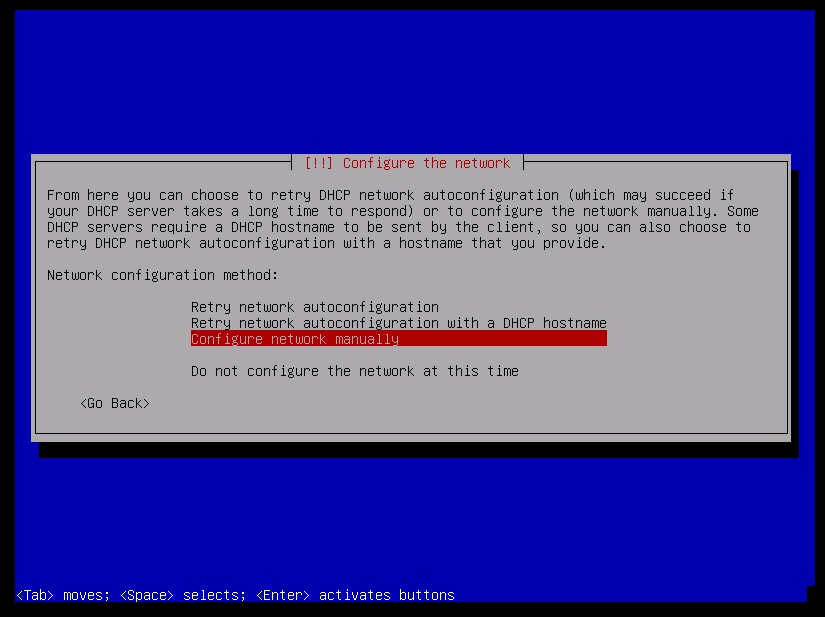 [!!] Configure the network
From here you can choose to retry DHCP network autoconfiguration (which may succeed if
your DHCP server takes a long time to respond) or to configure the network manually. Some
DHCP servers require a DHCP hostname to be sent by the client, so you can also choose to
retry DHCP network autoconfiguration with a hostname that you provide.
Network configuration method:
Retry network autoconfiguration
Retry network autoconfiguration with a DHCP hostname
Configure network manually
Do not configure the network at this time
<Go Back>
<Tab> moves; <Space> selects; <Enter> activates buttons